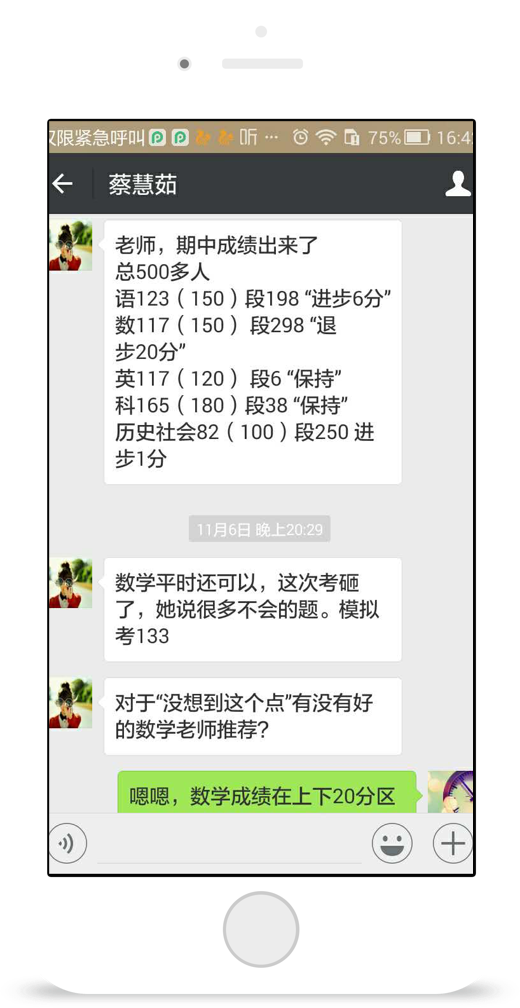 仅限紧急呼叫 听 … 75% 16:4
蔡慧茹
老师，期中成绩出来了
总500多人
语123（150）段198 “进步6分”
数117（150） 段298 “退
步20分”
英117（120） 段6 “保持”
科165（180）段38 “保持”
历史社会82（100）段250 进
步1分
11月6日 晚上20:29
数学平时还可以，这次考砸
了，她说很多不会的题。模拟
考133
对于“没想到这个点”有没有好
的数学老师推荐？
嗯嗯，数学成绩在上下20分区